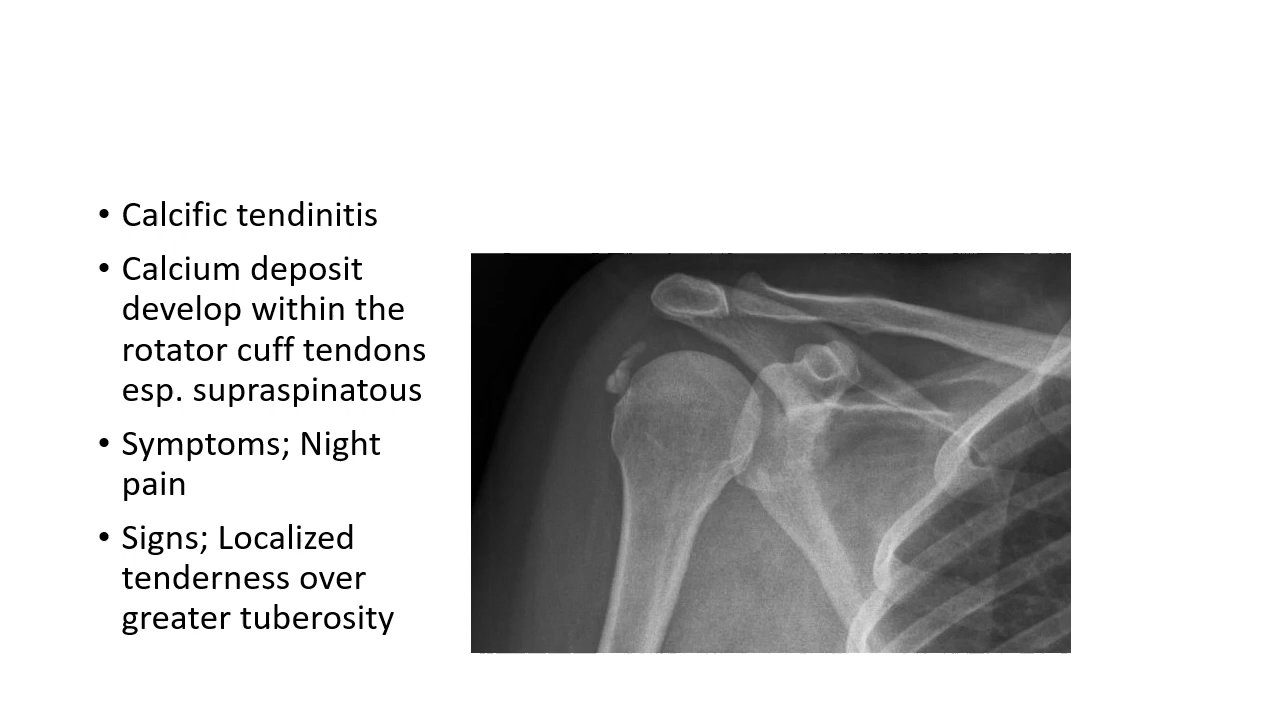 • Calcific tendinitis
• Calcium deposit
develop within the
rotator cuff tendons
esp. supraspinatous
• Symptoms; Night
pain
• Signs; Localized
tenderness over
greater tuberosity